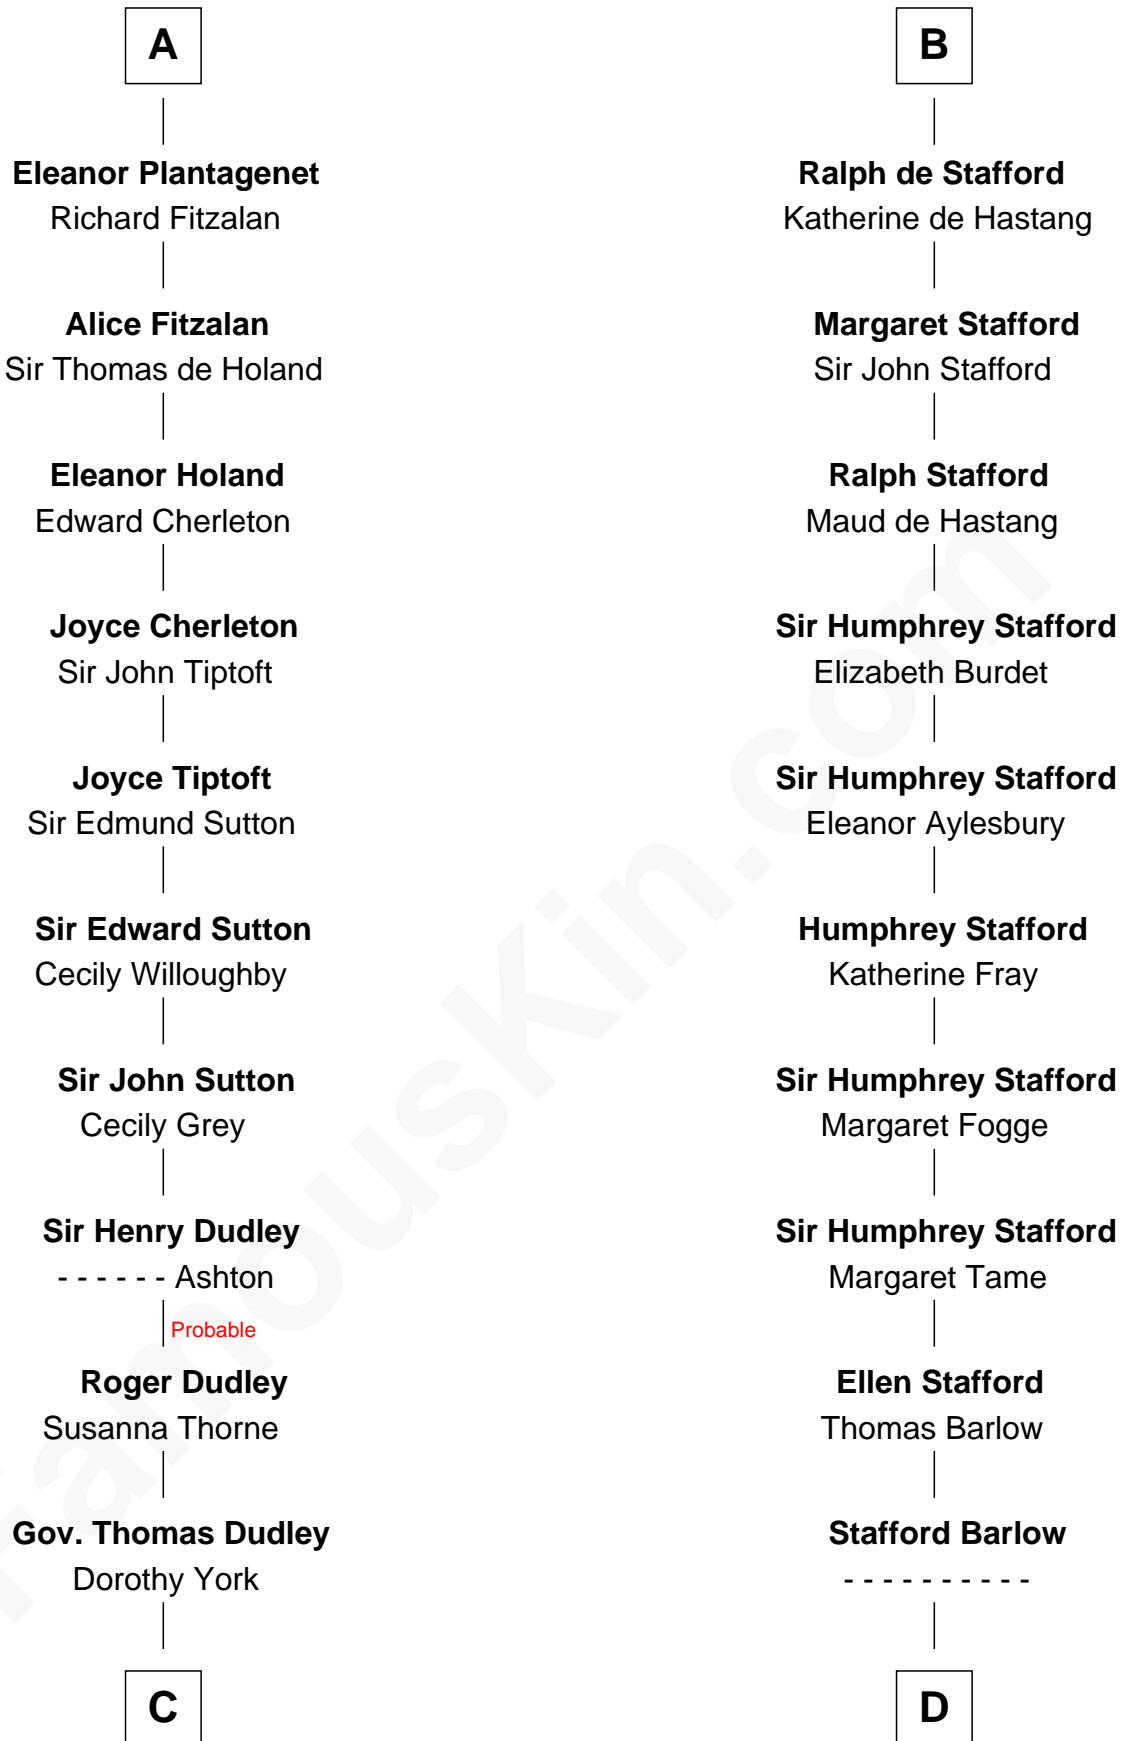 A
Eleanor Plantagenet
Richard Fitzalan
Alice Fitzalan
Sir Thomas de Holand
Eleanor Holand
Edward Cherleton
Joyce Cherleton
Sir John Tiptoft
Joyce Tiptoft
Sir Edmund Sutton
Sir Edward Sutton
Cecily Willoughby
Sir John Sutton
Cecily Grey
Sir Henry Dudley
- - - - - - Ashton
Probable
Roger Dudley
Susanna Thorne
Gov. Thomas Dudley
Dorothy York
C
B
Ralph de Stafford
Katherine de Hastang
Margaret Stafford
Sir John Stafford
Ralph Stafford
Maud de Hastang
Sir Humphrey Stafford
Elizabeth Burdet
Sir Humphrey Stafford
Eleanor Aylesbury
Humphrey Stafford
Katherine Fray
Sir Humphrey Stafford
Margaret Fogge
Sir Humphrey Stafford
Margaret Tame
Ellen Stafford
Thomas Barlow
Stafford Barlow
- - - - - - - - - -
D
FamousKin.com